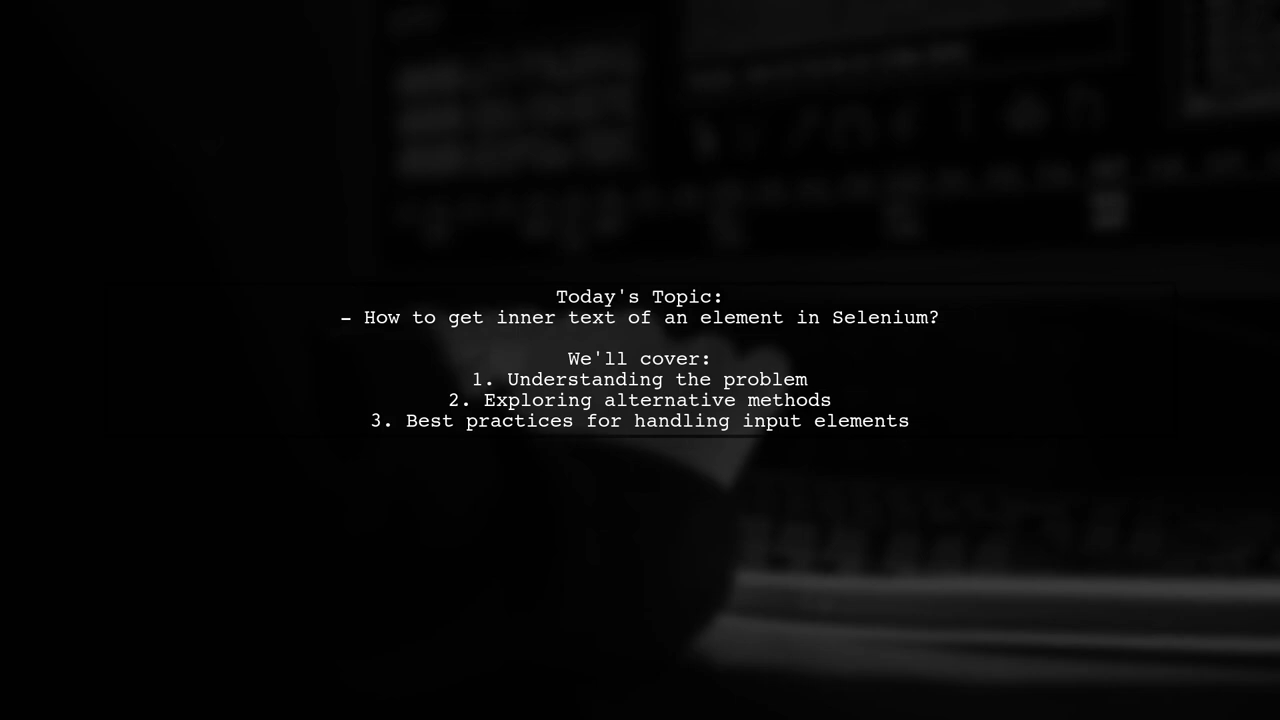 Today's Topic:
- How to get inner text of an element in Selenium?
We'll cover:
1. Understanding the problem
2. Exploring alternative methods
3. Best practices for handling input elements